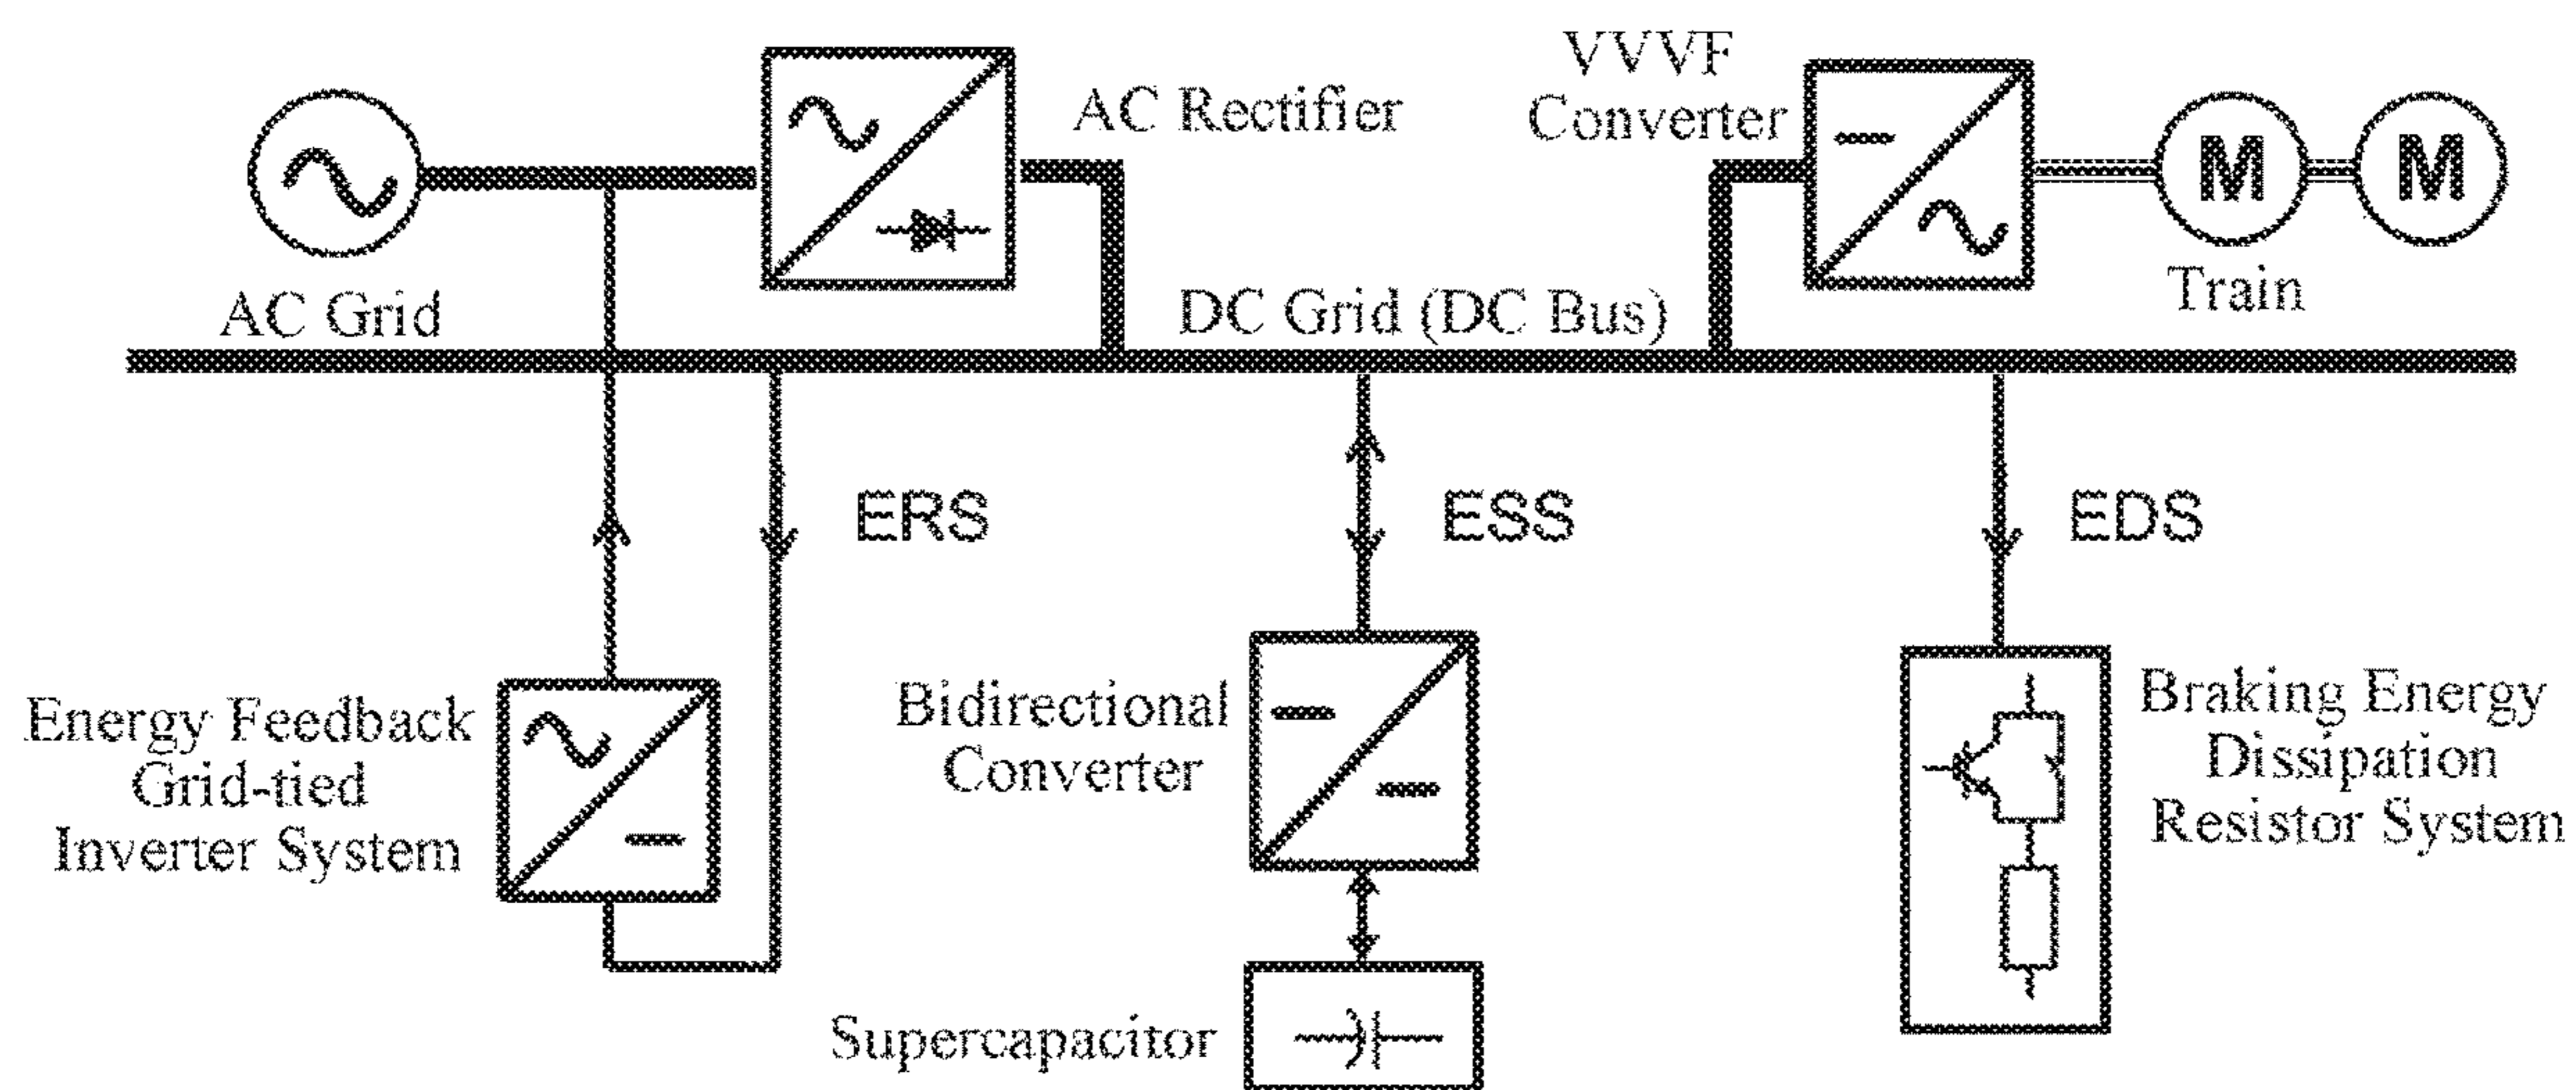 VVVF
Converter
AC Rectifier
M
M
AC Grid
DC Grid (DC Bus)
Train
ERS
ESS
EDS
Energy Feedback
Grid-tied
Inverter System
Bidirectional
Converter
Braking Energy
Dissipation
Resistor System
Supercapacitor